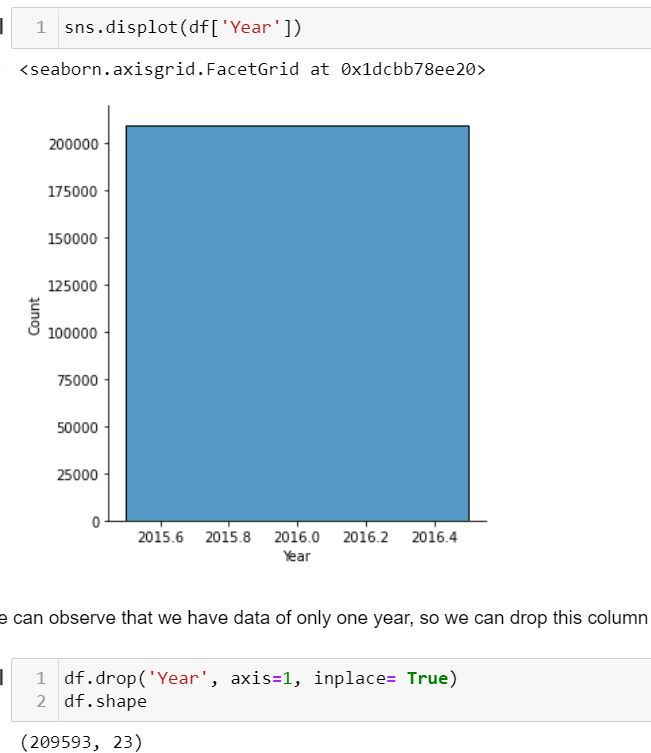 1 sns.displot(df['Year'])
<seaborn.axisgrid.FacetGrid at 0x1dcbb78ee20>
200000
175000
150000
125000
100000
75000
50000
25000
0
Count
2015.6 2015.8 2016.0 2016.2 2016.4
Year
e can observe that we have data of only one year, so we can drop this column
1 df.drop('Year', axis=1, inplace= True)
2 df.shape
(209593, 23)